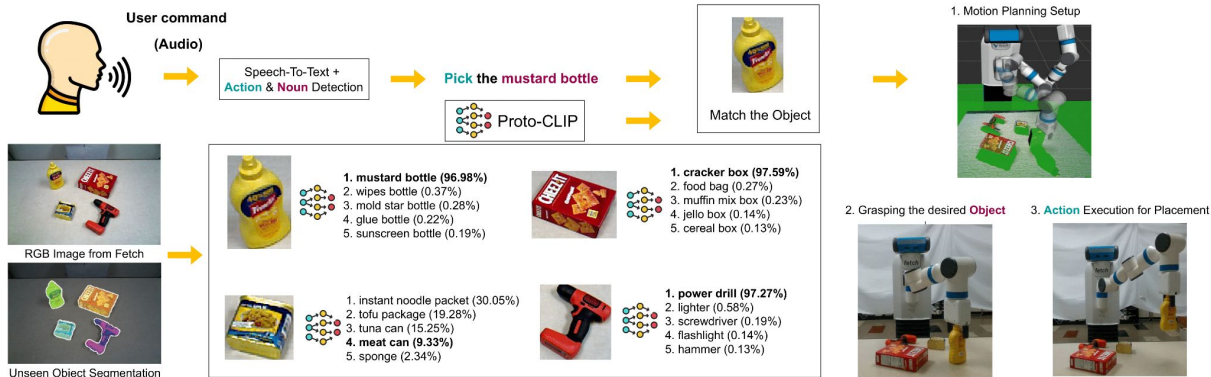 User command
(Audio)
Speech-To-Text +
Action & Noun Detection
Pick the mustard bottle
Proto-CLIP
Match the Object
1. Motion Planning Setup
RGB Image from Fetch
Unseen Object Segmentation
1. mustard bottle (96.98%)
2. wipes bottle (0.37%)
3. mold star bottle (0.28%)
4. glue bottle (0.22%)
5. sunscreen bottle (0.19%)
CHEEZ-IT
1. cracker box (97.59%)
2. food bag (0.27%)
3. muffin mix box (0.23%)
4. jello box (0.14%)
5. cereal box (0.13%)
1. instant noodle packet (30.05%)
2. tofu package (19.28%)
3. tuna can (15.25%)
4. meat can (9.33%)
5. sponge (2.34%)
1. power drill (97.27%)
2. lighter (0.58%)
3. screwdriver (0.19%)
4. flashlight (0.14%)
5. hammer (0.13%)
2. Grasping the desired Object
3. Action Execution for Placement
fetch